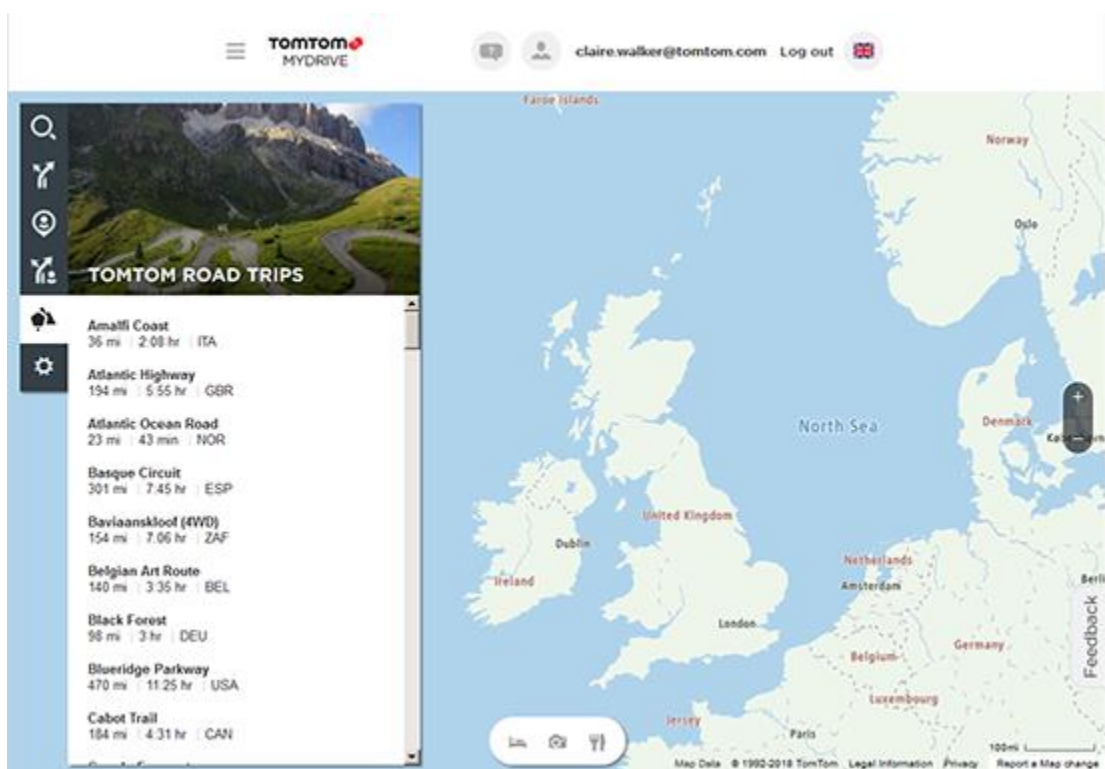 TOMTOM
MYDRIVE
claire.walker@tomtom.com Log out
TOMTOM ROAD TRIPS
Amalfi Coast
36 mi | 2:08 hr | ITA
Atlantic Highway
194 mi | 5:55 hr | GBR
Atlantic Ocean Road
23 mi | 43 min | NOR
Basque Circuit
301 mi | 7:45 hr | ESP
Baviaanskloof (4WD)
154 mi | 7:06 hr | ZAF
Belgian Art Route
140 mi | 3:35 hr | BEL
Black Forest
98 mi | 3 hr | DEU
Blueridge Parkway
470 mi | 11:25 hr | USA
Cabot Trail
184 mi | 4:31 hr | CAN
Faroe Islands
Norway
Oslo
North Sea
Denmark
United Kingdom
Dublin
Ireland
Netherlands
Amsterdam
Berli
London
Germany
Belgium
Luxembourg
Jersey
Paris
Feedback
100mi
Map Data © 1992-2018 TomTom Legal Information Privacy Report a Map change